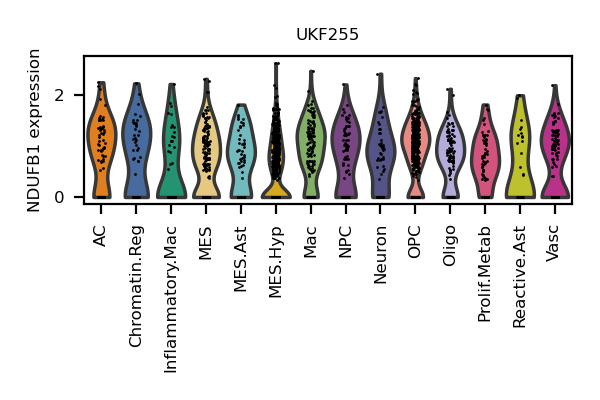 UKF255
NDUFB1 expression
2
0
AC
Chromatin.Reg
Inflammatory.Mac
MES
MES.Ast
MES.Hyp
Mac
NPC
Neuron
OPC
Oligo
Prolif.Metab
Reactive.Ast
Vasc